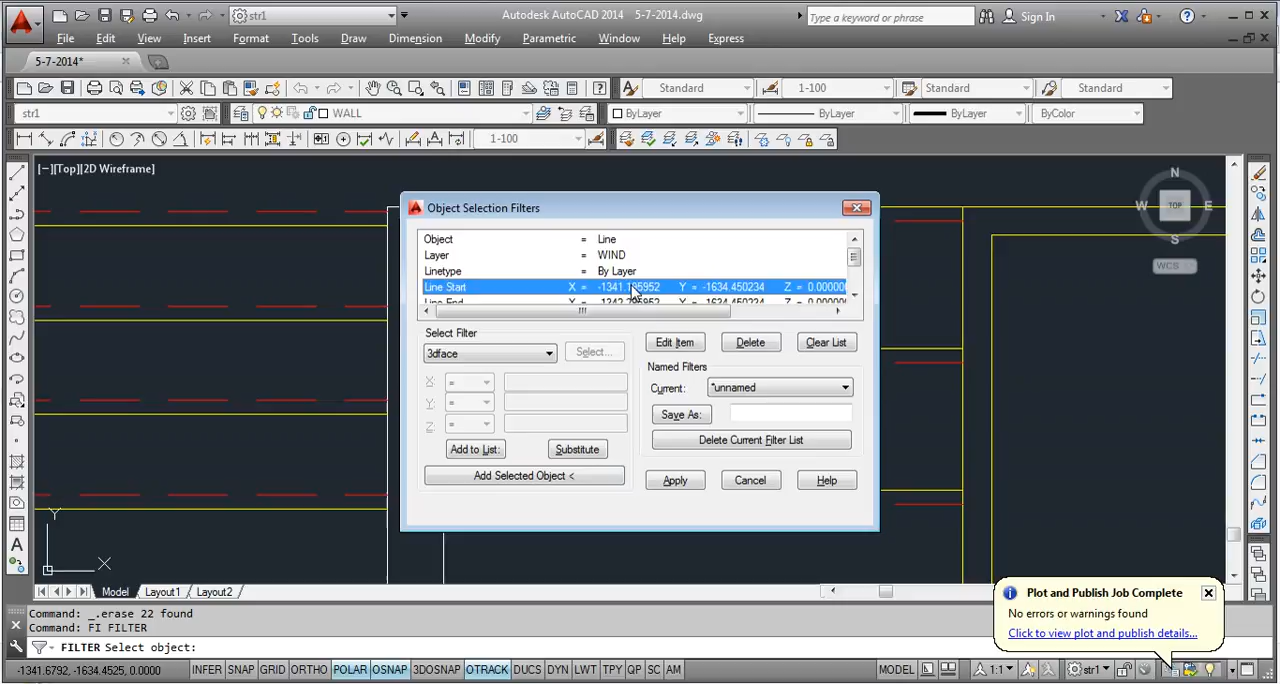 str1
Autodesk AutoCAD 2014 5-7-2014.dwg
Type a keyword or phrase
Sign In
File Edit View Insert Format Tools Draw Dimension Modify Parametric Window Help Express
5-7-2014*
Standard 1-100 Standard Standard
str1 WALL ByLayer ByLayer ByLayer ByColor
1-100
[−][Top][2D Wireframe]
N
W TOP E
S
WCS
Object Selection Filters
Object = Line
Layer = WIND
Linetype = By Layer
Line Start X = -1341.195952 Y = -1634.450234 Z = 0.000000
Select Filter
3dface
Select...
X: =
Y: =
Z: =
Add to List:
Substitute
Add Selected Object <
Edit Item Delete Clear List
Named Filters
Current: *unnamed
Save As:
Delete Current Filter List
Apply Cancel Help
Y
X
Model Layout1 Layout2
Command: _.erase 22 found
Command: FI FILTER
FILTER Select object:
Plot and Publish Job Complete
No errors or warnings found
Click to view plot and publish details...
-1341.6792, -1634.4525, 0.0000 INFER SNAP GRID ORTHO POLAR OSNAP 3DOSNAP OTRACK DUCS DYN LWT TPY QP SC AM MODEL 1:1 str1